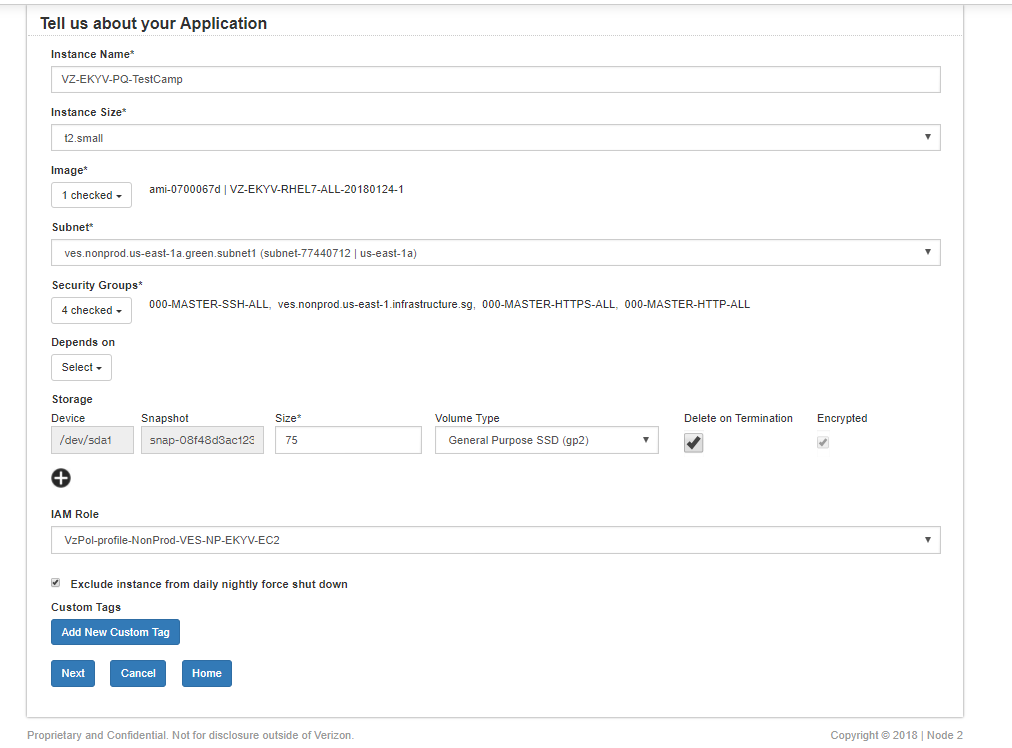 Tell us about your Application
Instance Name*
VZ-EKYV-PQ-TestCamp
Instance Size*
t2.small
Image*
1 checked
ami-0700067d | VZ-EKYV-RHEL7-ALL-20180124-1
Subnet*
ves.nonprod.us-east-1a.green.subnet1 (subnet-77440712 | us-east-1a)
Security Groups*
4 checked
000-MASTER-SSH-ALL, ves.nonprod.us-east-1.infrastructure.sg, 000-MASTER-HTTPS-ALL, 000-MASTER-HTTP-ALL
Depends on
Select
Storage
Device Snapshot Size* Volume Type Delete on Termination Encrypted
/dev/sda1 snap-08f48d3ac123 75 General Purpose SSD (gp2)
IAM Role
VzPol-profile-NonProd-VES-NP-EKYV-EC2
Exclude instance from daily nightly force shut down
Custom Tags
Add New Custom Tag
Next Cancel Home
Proprietary and Confidential. Not for disclosure outside of Verizon. Copyright © 2018 | Node 2